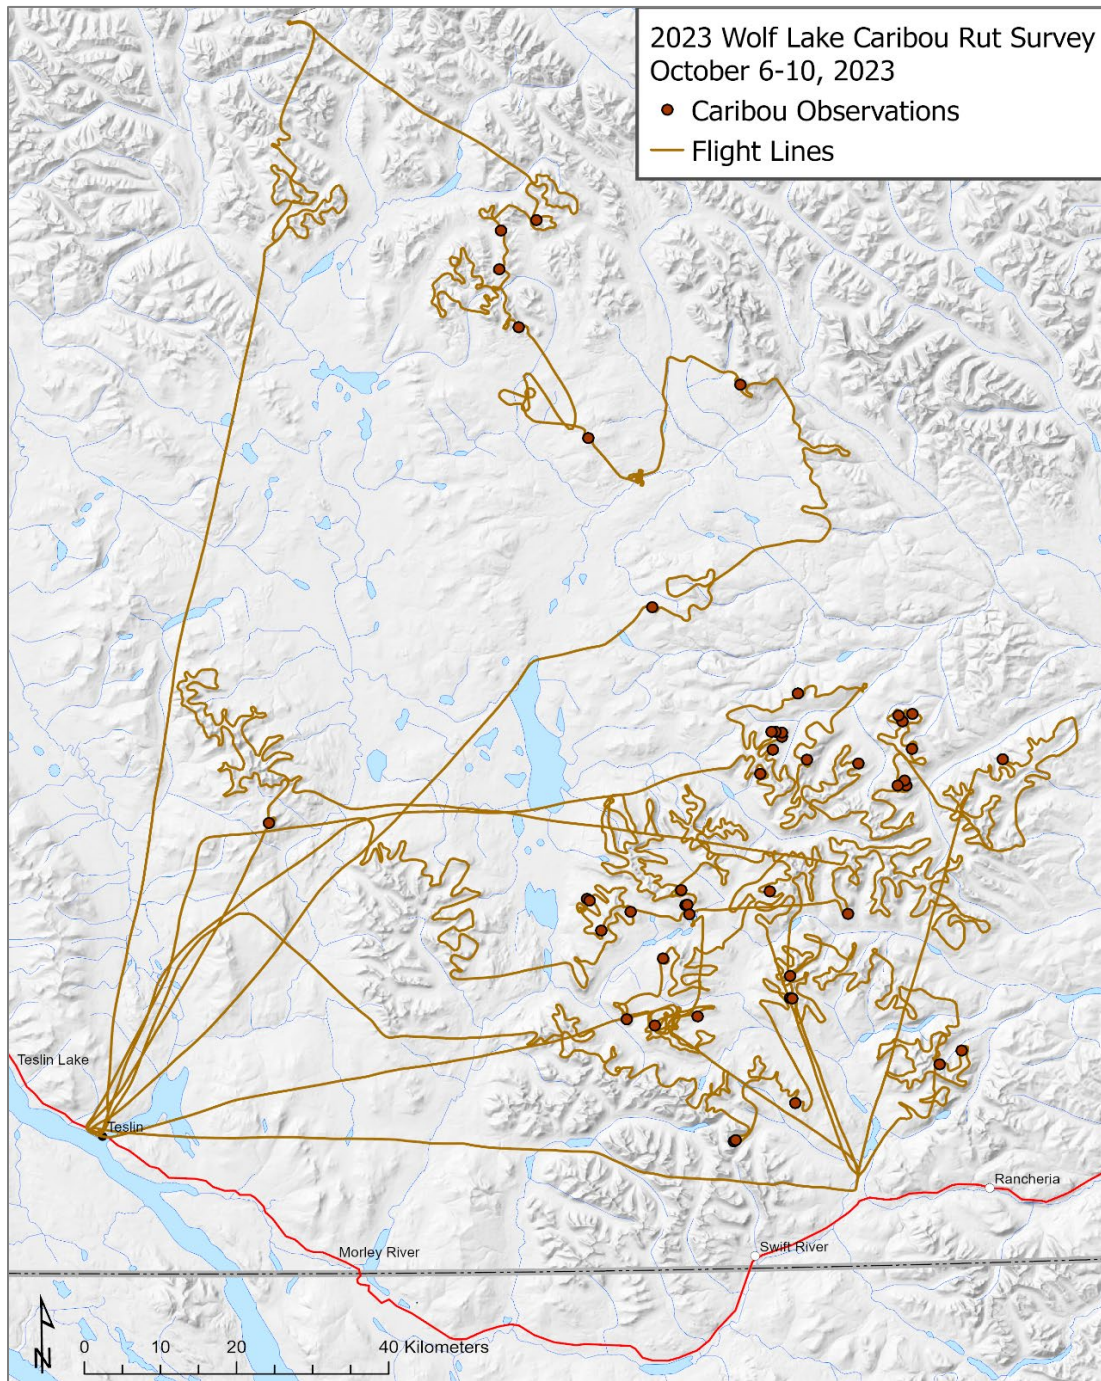 2023 Wolf Lake Caribou Rut Survey
October 6-10, 2023
Caribou Observations
Flight Lines
Teslin Lake
Teslin
Rancheria
Morley River
Swift River
0 10 20 40 Kilometers
N